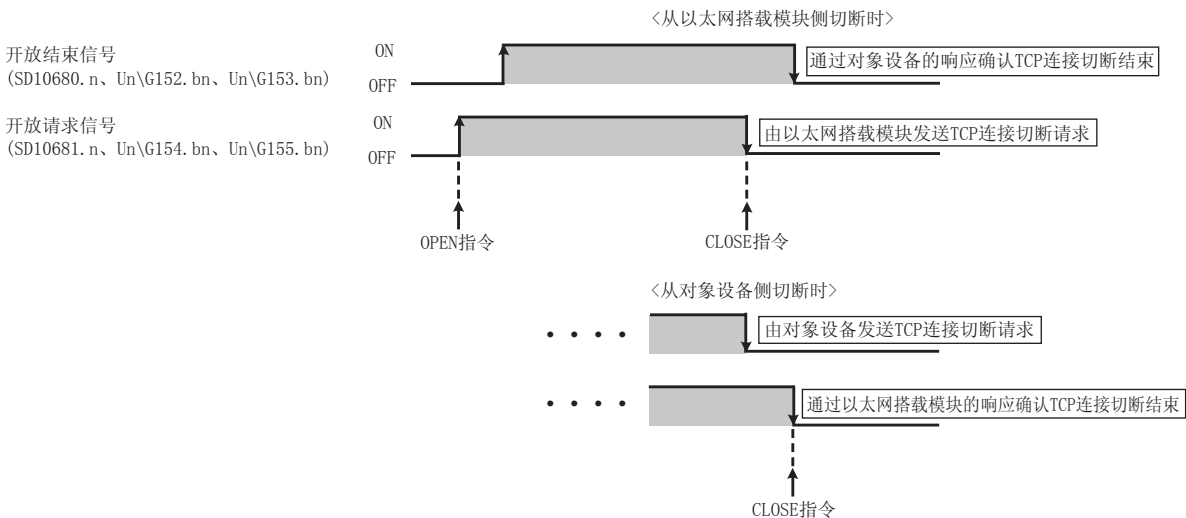 <从以太网搭载模块侧切断时>
开放结束信号
(SD10680.n、Un\G152.bn、Un\G153.bn)
ON
OFF
通过对象设备的响应确认TCP连接切断结束
开放请求信号
(SD10681.n、Un\G154.bn、Un\G155.bn)
ON
OFF
由以太网搭载模块发送TCP连接切断请求
OPEN指令
CLOSE指令
<从对象设备侧切断时>
由对象设备发送TCP连接切断请求
通过以太网搭载模块的响应确认TCP连接切断结束
CLOSE指令